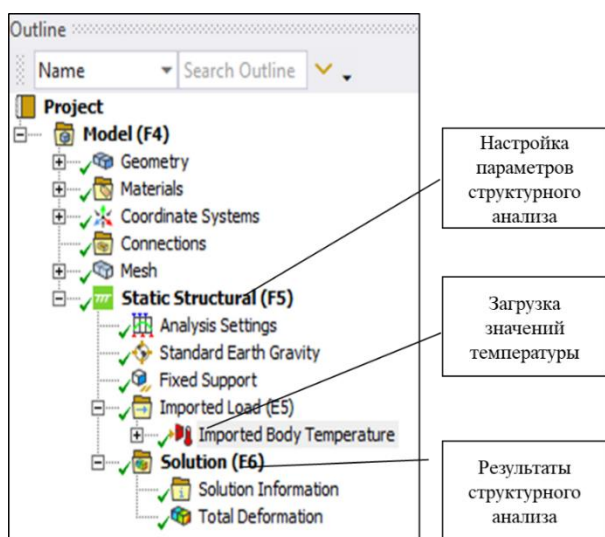 Outline
Name
Search Outline
Project
Model (F4)
Geometry
Materials
Coordinate Systems
Connections
Mesh
Static Structural (F5)
Analysis Settings
Standard Earth Gravity
Fixed Support
Imported Load (E5)
Imported Body Temperature
Solution (E6)
Solution Information
Total Deformation
Настройка
параметров
структурного
анализа
Загрузка
значений
температуры
Результаты
структурного
анализа